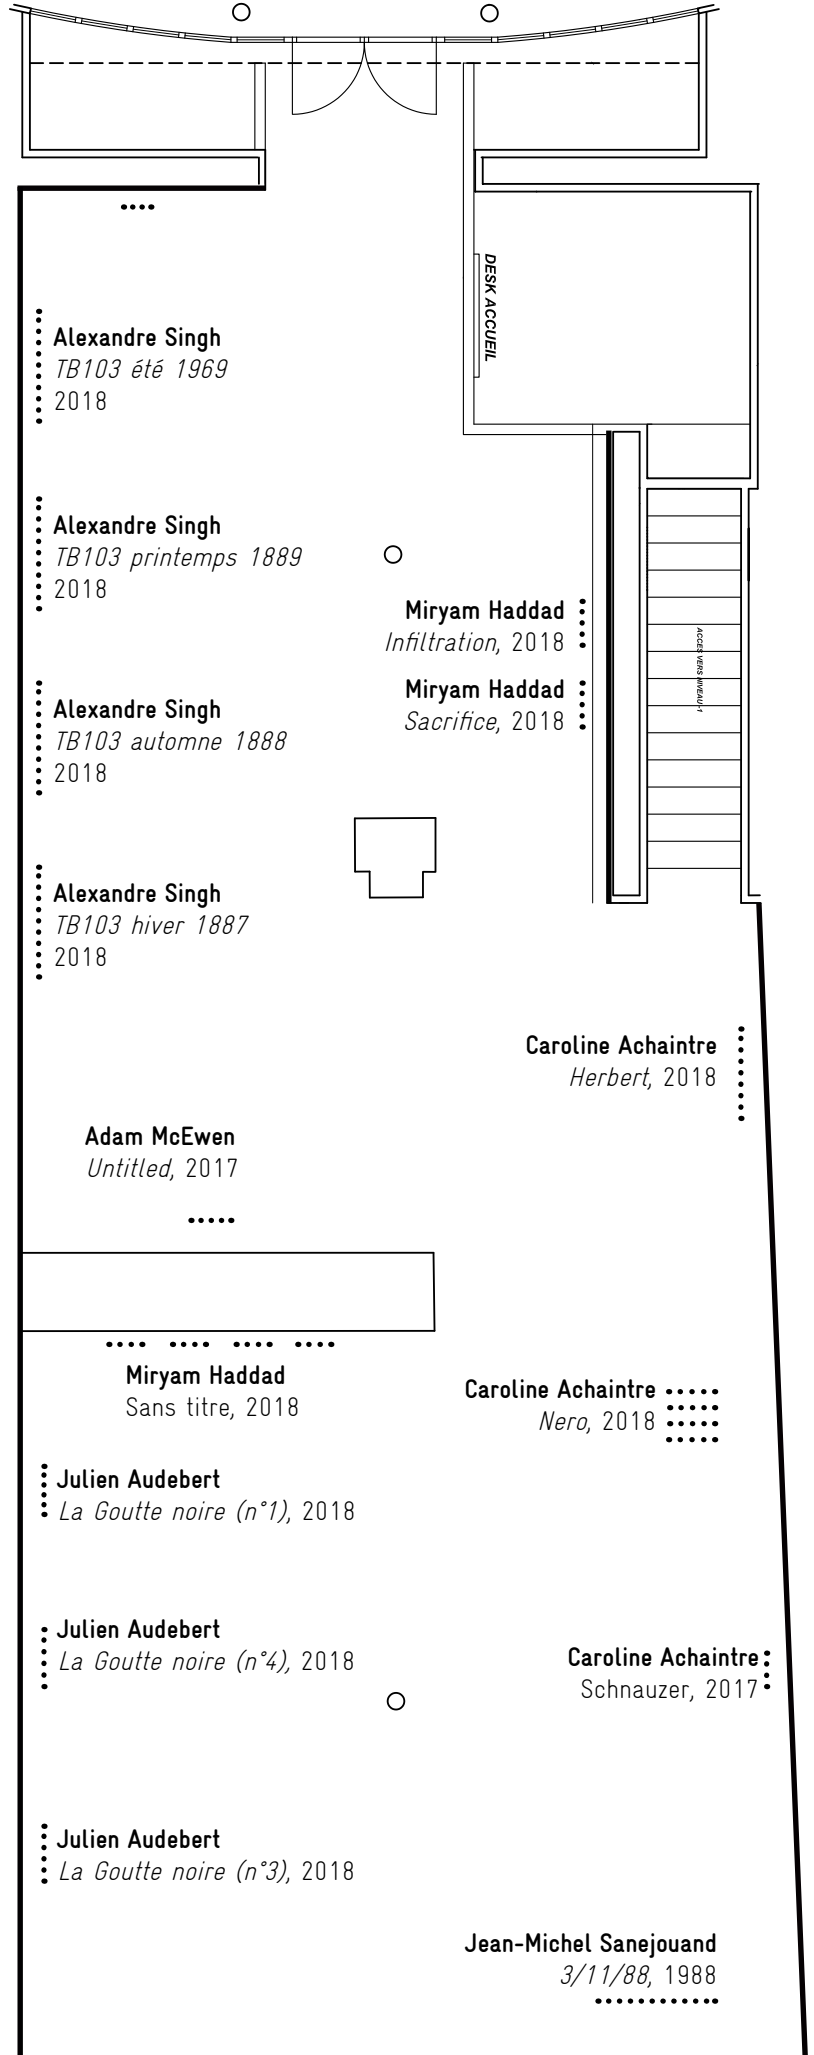 DESK ACCUEIL
Alexandre Singh
TB103 été 1969
2018
Alexandre Singh
TB103 printemps 1889
2018
Miryam Haddad
Infiltration, 2018
ACCES VERS NIVEAU-1
Miryam Haddad
Sacrifice, 2018
Alexandre Singh
TB103 automne 1888
2018
Alexandre Singh
TB103 hiver 1887
2018
Caroline Achaintre
Herbert, 2018
Adam McEwen
Untitled, 2017
Miryam Haddad
Sans titre, 2018
Caroline Achaintre
Nero, 2018
Julien Audebert
La Goutte noire (n°1), 2018
Julien Audebert
La Goutte noire (n°4), 2018
Caroline Achaintre
Schnauzer, 2017
Julien Audebert
La Goutte noire (n°3), 2018
Jean-Michel Sanejouand
3/11/88, 1988